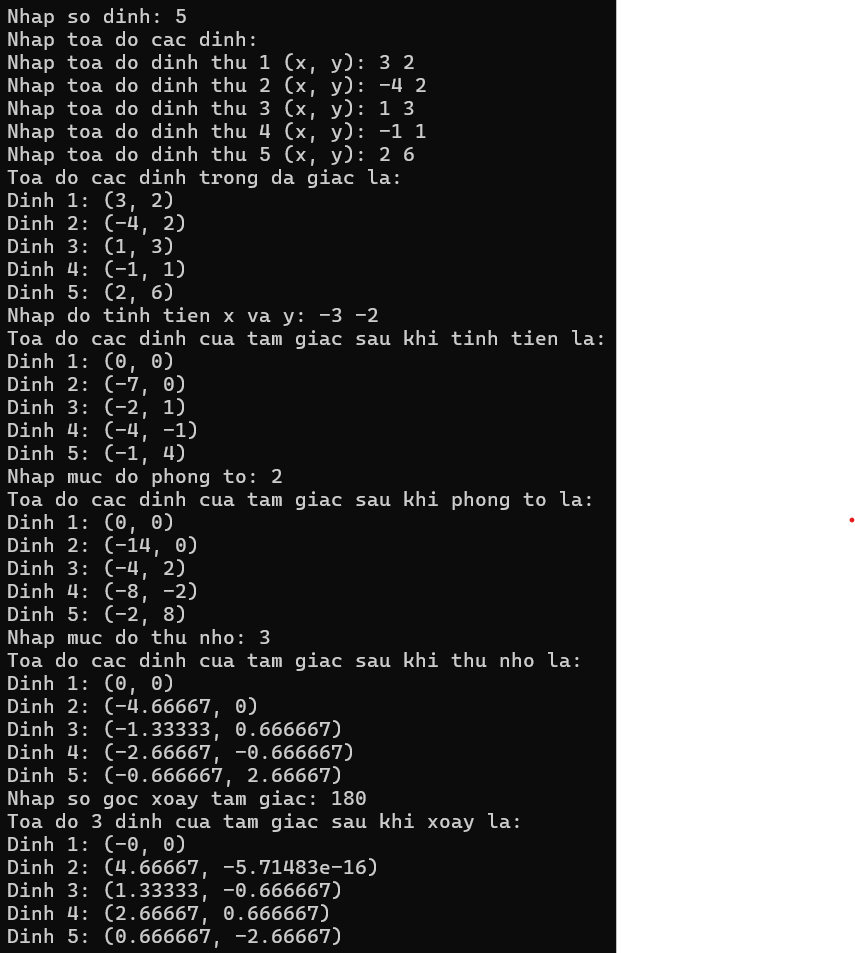 Nhap so dinh: 5
Nhap toa do cac dinh:
Nhap toa do dinh thu 1 (x, y): 3 2
Nhap toa do dinh thu 2 (x, y): -4 2
Nhap toa do dinh thu 3 (x, y): 1 3
Nhap toa do dinh thu 4 (x, y): -1 1
Nhap toa do dinh thu 5 (x, y): 2 6
Toa do cac dinh trong da giac la:
Dinh 1: (3, 2)
Dinh 2: (-4, 2)
Dinh 3: (1, 3)
Dinh 4: (-1, 1)
Dinh 5: (2, 6)
Nhap do tinh tien x va y: -3 -2
Toa do cac dinh cua tam giac sau khi tinh tien la:
Dinh 1: (0, 0)
Dinh 2: (-7, 0)
Dinh 3: (-2, 1)
Dinh 4: (-4, -1)
Dinh 5: (-1, 4)
Nhap muc do phong to: 2
Toa do cac dinh cua tam giac sau khi phong to la:
Dinh 1: (0, 0)
Dinh 2: (-14, 0)
Dinh 3: (-4, 2)
Dinh 4: (-8, -2)
Dinh 5: (-2, 8)
Nhap muc do thu nho: 3
Toa do cac dinh cua tam giac sau khi thu nho la:
Dinh 1: (0, 0)
Dinh 2: (-4.66667, 0)
Dinh 3: (-1.33333, 0.666667)
Dinh 4: (-2.66667, -0.666667)
Dinh 5: (-0.666667, 2.66667)
Nhap so goc xoay tam giac: 180
Toa do 3 dinh cua tam giac sau khi xoay la:
Dinh 1: (-0, 0)
Dinh 2: (4.66667, -5.71483e-16)
Dinh 3: (1.33333, -0.666667)
Dinh 4: (2.66667, 0.666667)
Dinh 5: (0.666667, -2.66667)